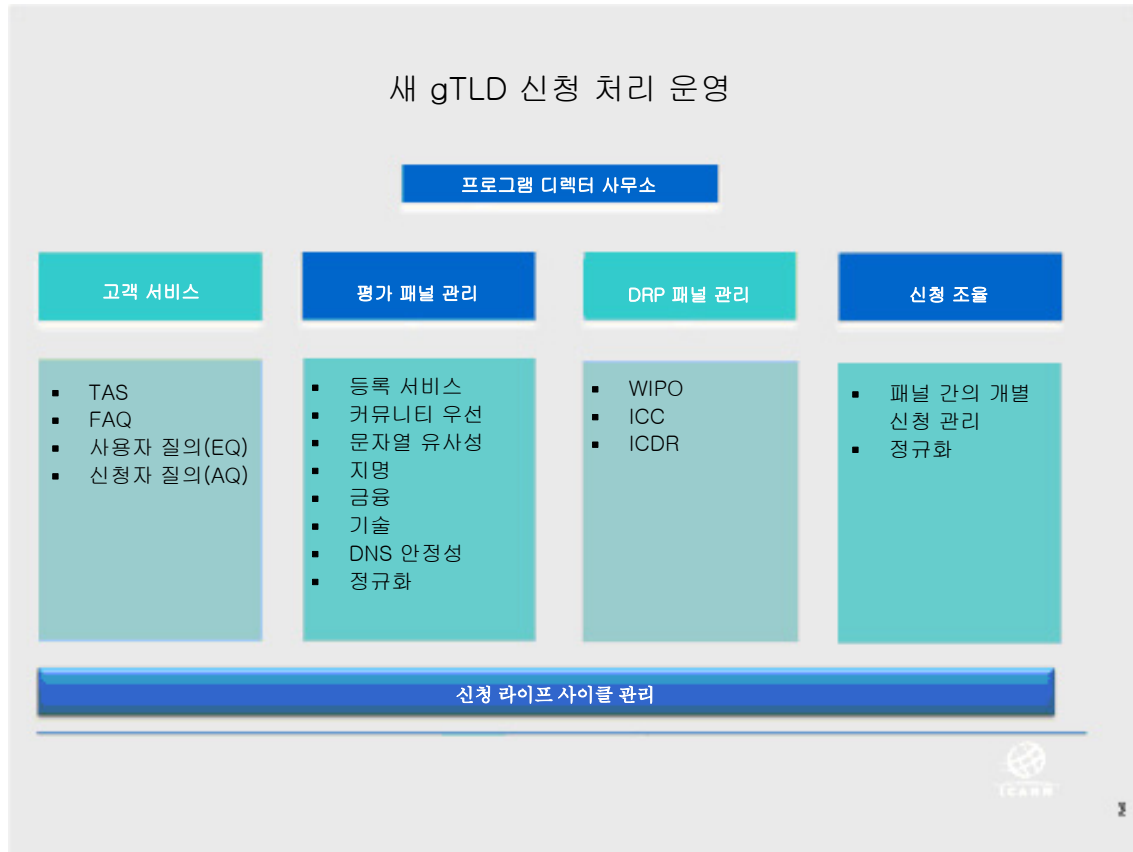 새 gTLD 신청 처리 운영
프로그램 디렉터 사무소
고객 서비스
▪ TAS
▪ FAQ
▪ 사용자 질의(EQ)
▪ 신청자 질의(AQ)
평가 패널 관리
▪ 등록 서비스
▪ 커뮤니티 우선
▪ 문자열 유사성
▪ 지명
▪ 금융
▪ 기술
▪ DNS 안정성
▪ 정규화
DRP 패널 관리
▪ WIPO
▪ ICC
▪ ICDR
신청 조율
▪ 패널 간의 개별
신청 관리
▪ 정규화
신청 라이프 사이클 관리
ICANN